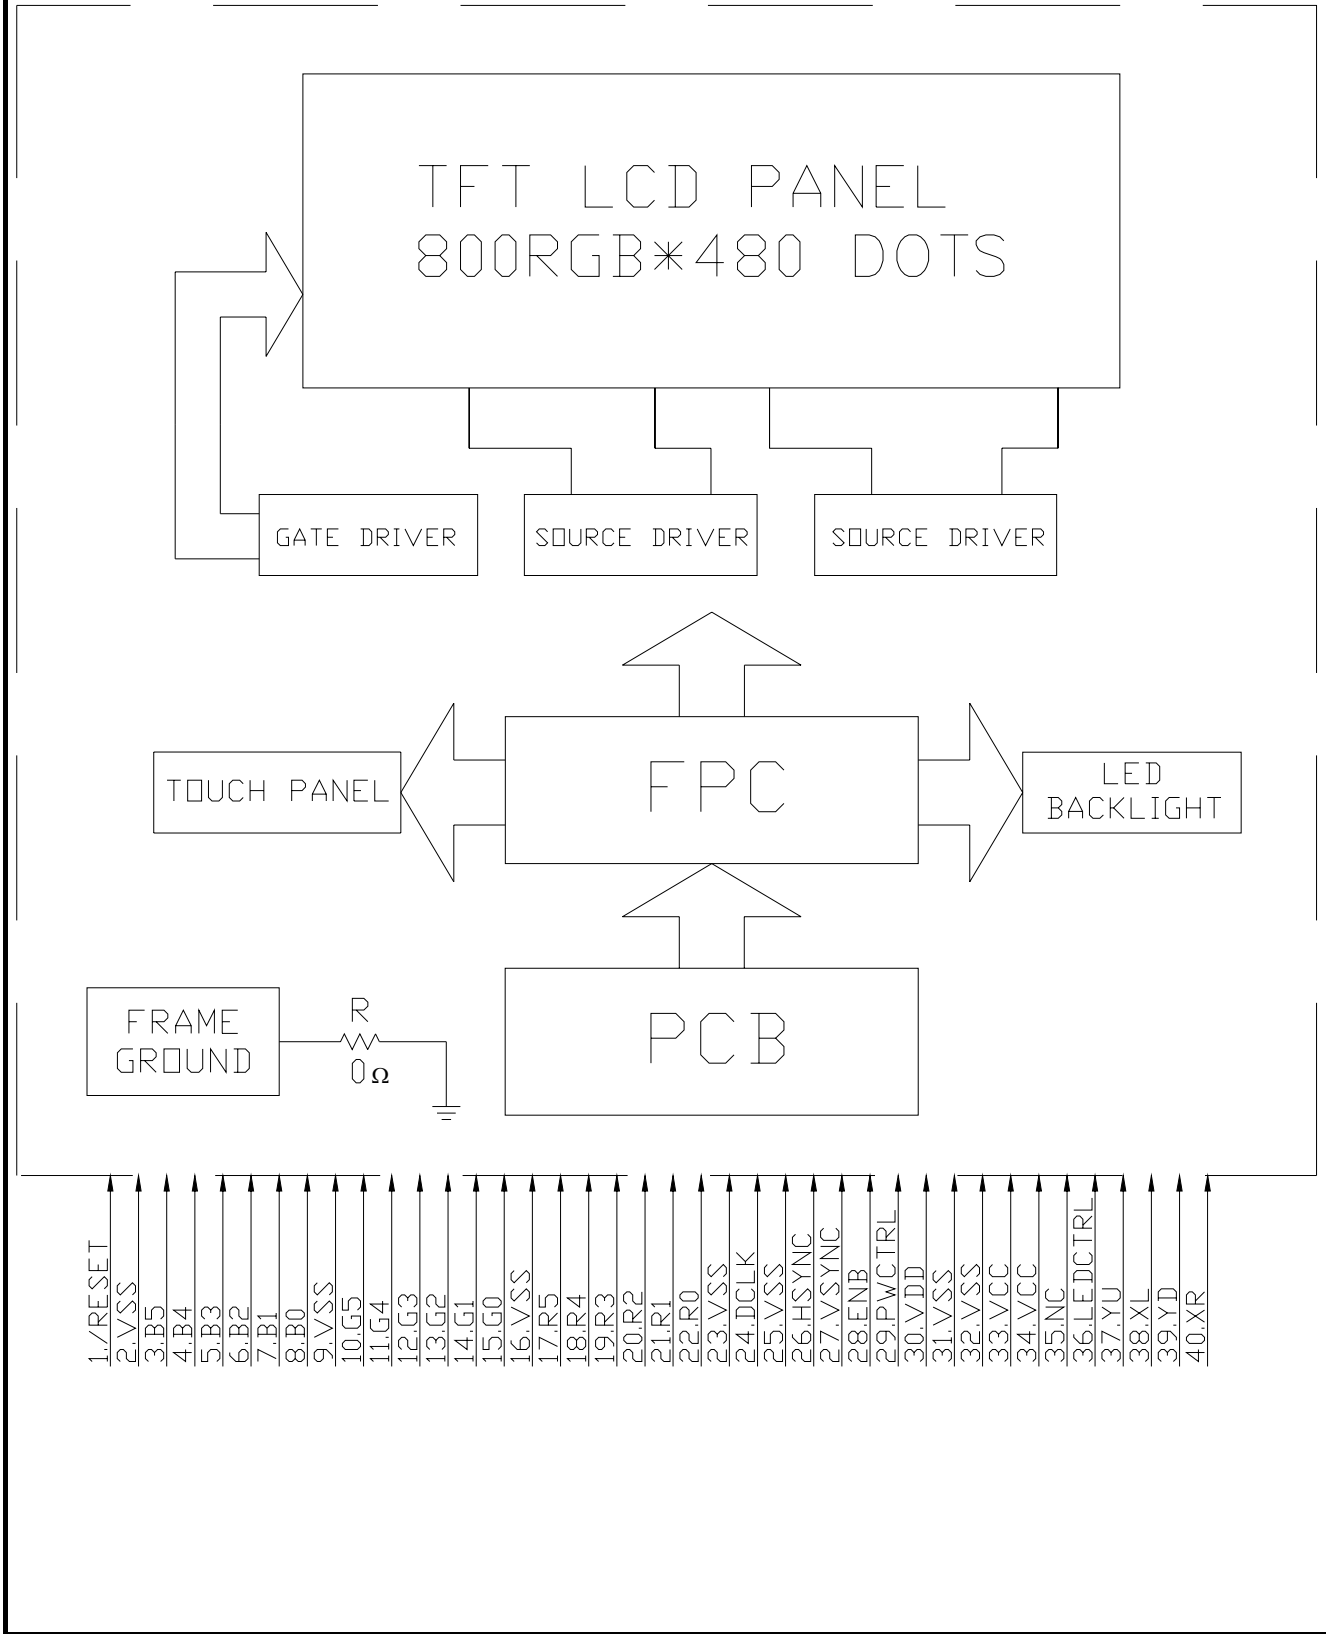 TFT LCD PANEL
800RGB*480 DOTS
GATE DRIVER
SOURCE DRIVER
SOURCE DRIVER
TOUCH PANEL
FPC
LED
BACKLIGHT
FRAME
GROUND
R
0Ω
PCB
1./RESET
2.VSS
3.B5
4.B4
5.B3
6.B2
7.B1
8.B0
9.VSS
10.G5
11.G4
12.G3
13.G2
14.G1
15.G0
16.VSS
17.R5
18.R4
19.R3
20.R2
21.R1
22.R0
23.VSS
24.DCLK
25.VSS
26.HSYNC
27.VSYNC
28.ENB
29.PWCTRL
30.VDD
31.VSS
32.VSS
33.VCC
34.VCC
35.NC
36.LEDCTRL
37.YU
38.XL
39.YD
40.XR